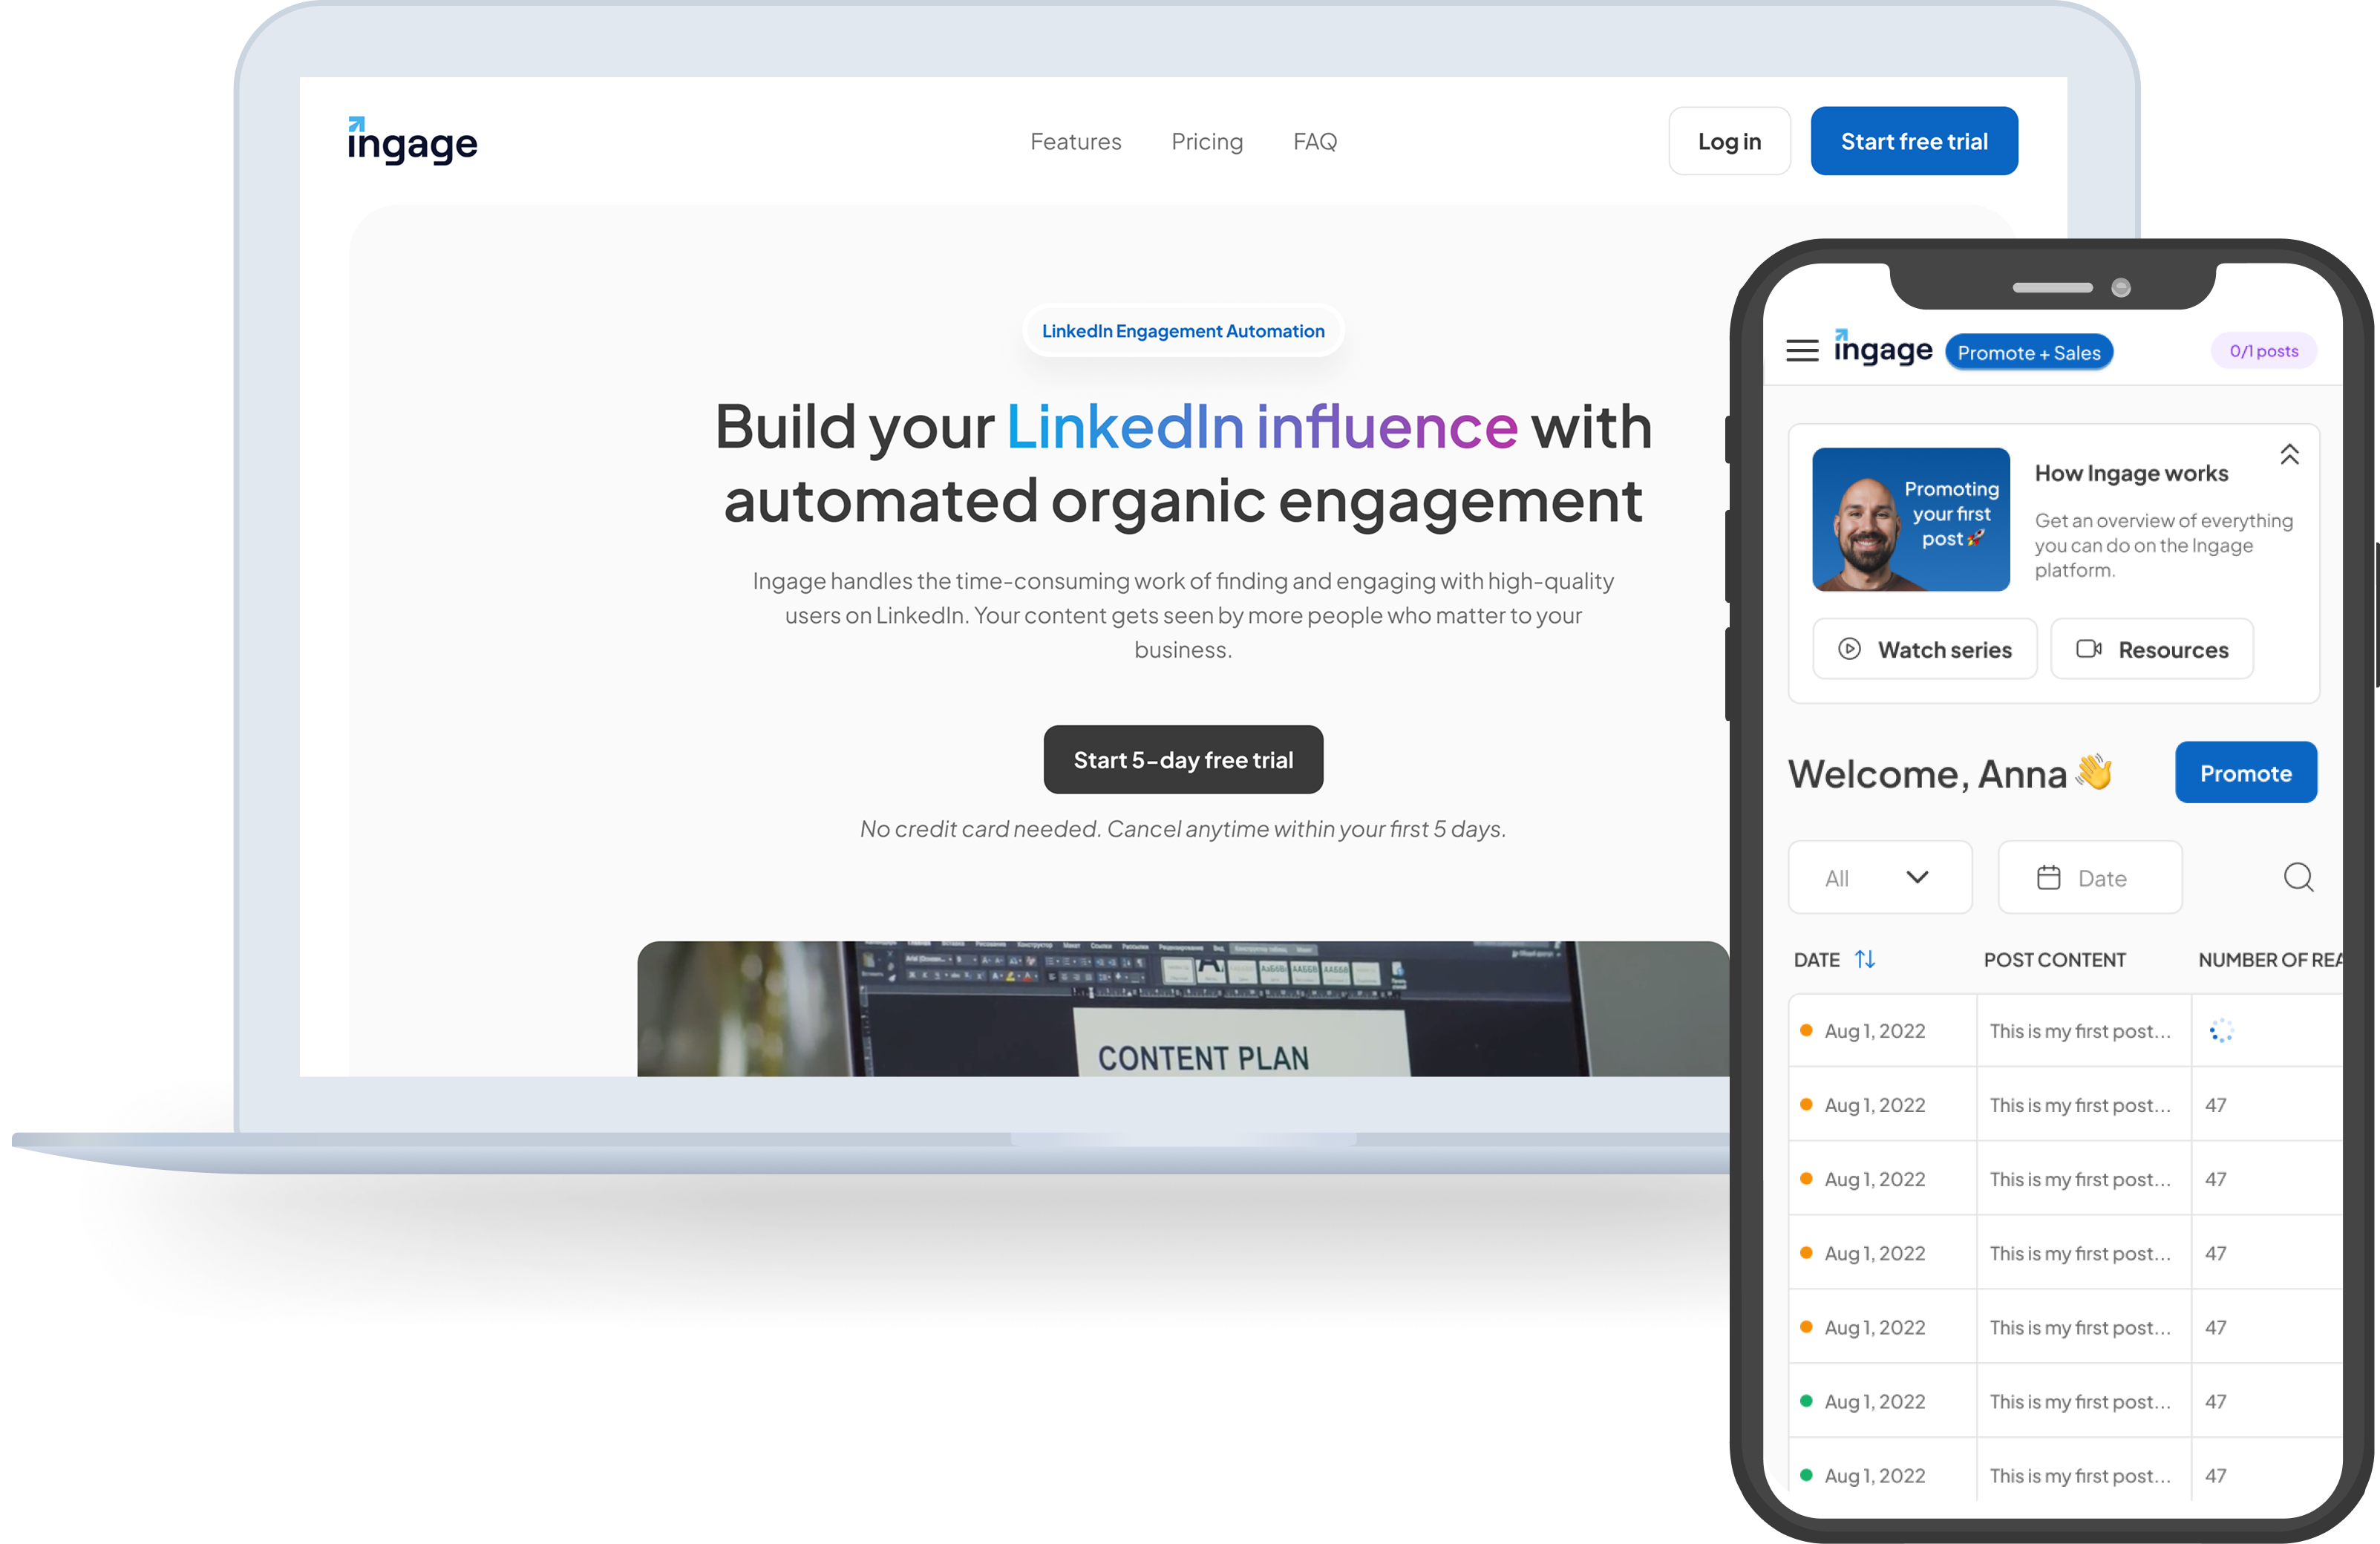 ingage
Features
Pricing
FAQ
Log in
Start free trial
LinkedIn Engagement Automation
Build your LinkedIn influence with
automated organic engagement
Ingage handles the time-consuming work of finding and engaging with high-quality
users on LinkedIn. Your content gets seen by more people who matter to your
business.
Start 5-day free trial
No credit card needed. Cancel anytime within your first 5 days.
CONTENT PLAN
ingage
Promote + Sales
0/1 posts
Promoting
your first
post 🚀
How Ingage works
Get an overview of everything
you can do on the Ingage
platform.
Watch series
Resources
Welcome, Anna 👋
Promote
All
Date
DATE
POST CONTENT
NUMBER OF REA
Aug 1, 2022 This is my first post...
Aug 1, 2022 This is my first post... 47
Aug 1, 2022 This is my first post... 47
Aug 1, 2022 This is my first post... 47
Aug 1, 2022 This is my first post... 47
Aug 1, 2022 This is my first post... 47
Aug 1, 2022 This is my first post... 47